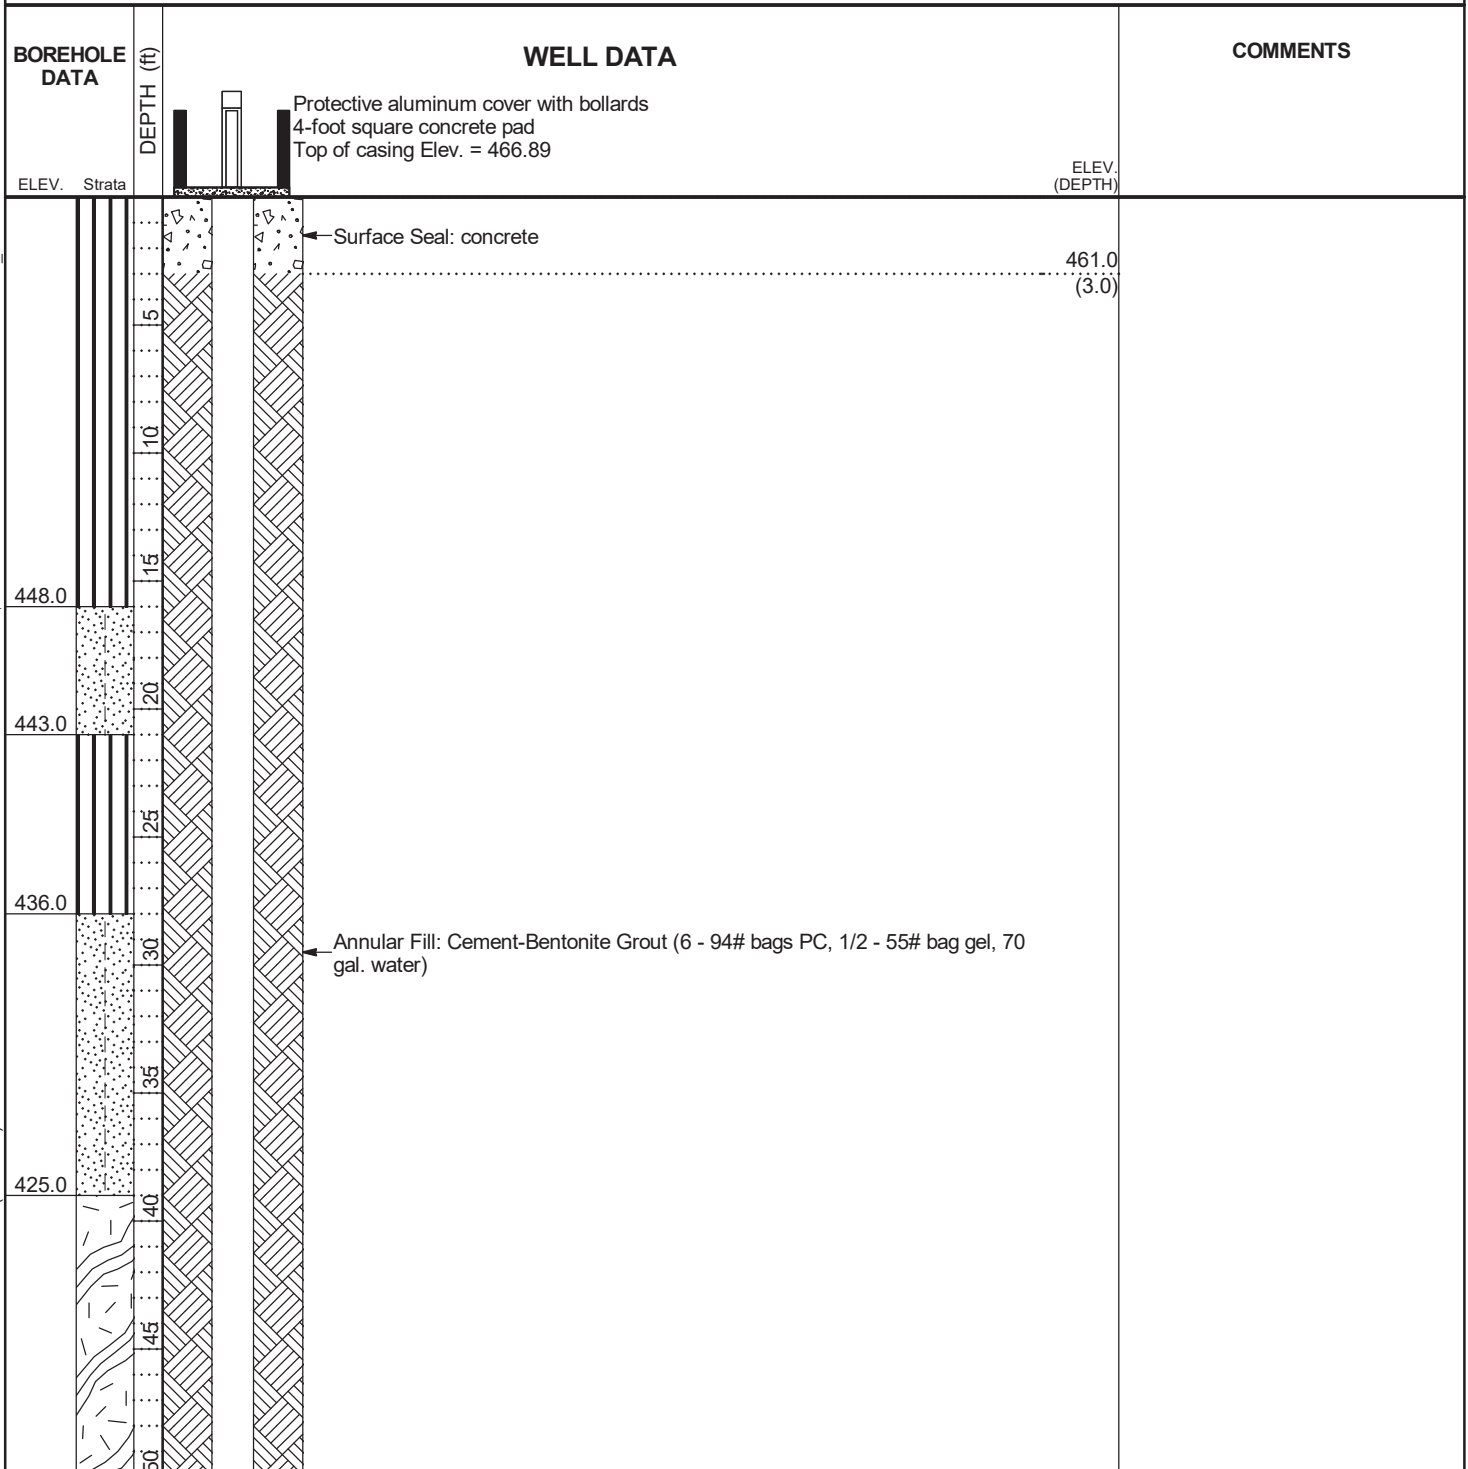 BOREHOLE
DATA
DEPTH (ft)
WELL DATA
COMMENTS
Protective aluminum cover with bollards
4-foot square concrete pad
Top of casing Elev. = 466.89
ELEV. Strata
ELEV.
(DEPTH)
Surface Seal: concrete
461.0
(3.0)
5
10
15
448.0
20
443.0
25
436.0
30
Annular Fill: Cement-Bentonite Grout (6 - 94# bags PC, 1/2 - 55# bag gel, 70
gal. water)
35
425.0
40
45
50